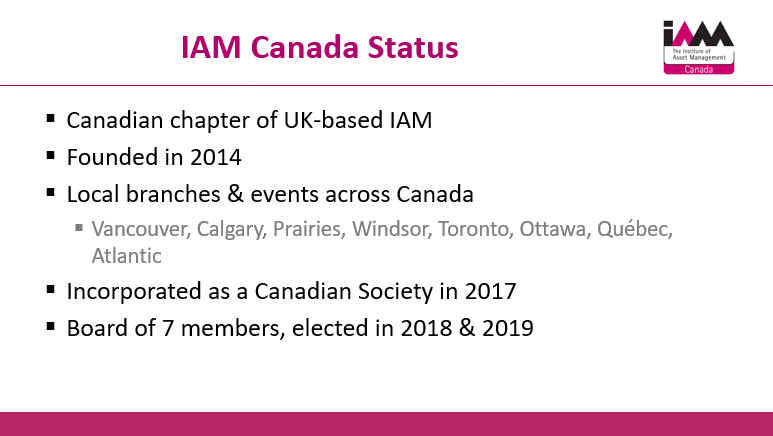 IAM Canada Status
iAM
The Institute of
Asset Management
Canada
Canadian chapter of UK-based IAM
Founded in 2014
Local branches & events across Canada
Vancouver, Calgary, Prairies, Windsor, Toronto, Ottawa, Québec,
Atlantic
Incorporated as a Canadian Society in 2017
Board of 7 members, elected in 2018 & 2019